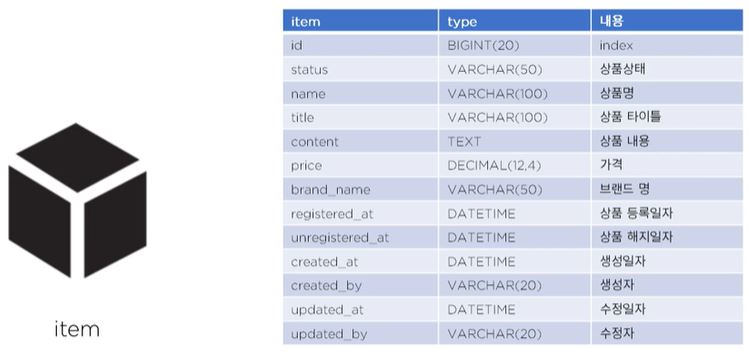 item type 내용
id BIGINT(20) index
status VARCHAR(50) 상품상태
name VARCHAR(100) 상품명
title VARCHAR(100) 상품 타이틀
content TEXT 상품 내용
price DECIMAL(12,4) 가격
brand_name VARCHAR(50) 브랜드 명
registered_at DATETIME 상품 등록일자
unregistered_at DATETIME 상품 해지일자
created_at DATETIME 생성일자
created_by VARCHAR(20) 생성자
updated_at DATETIME 수정일자
updated_by VARCHAR(20) 수정자
item